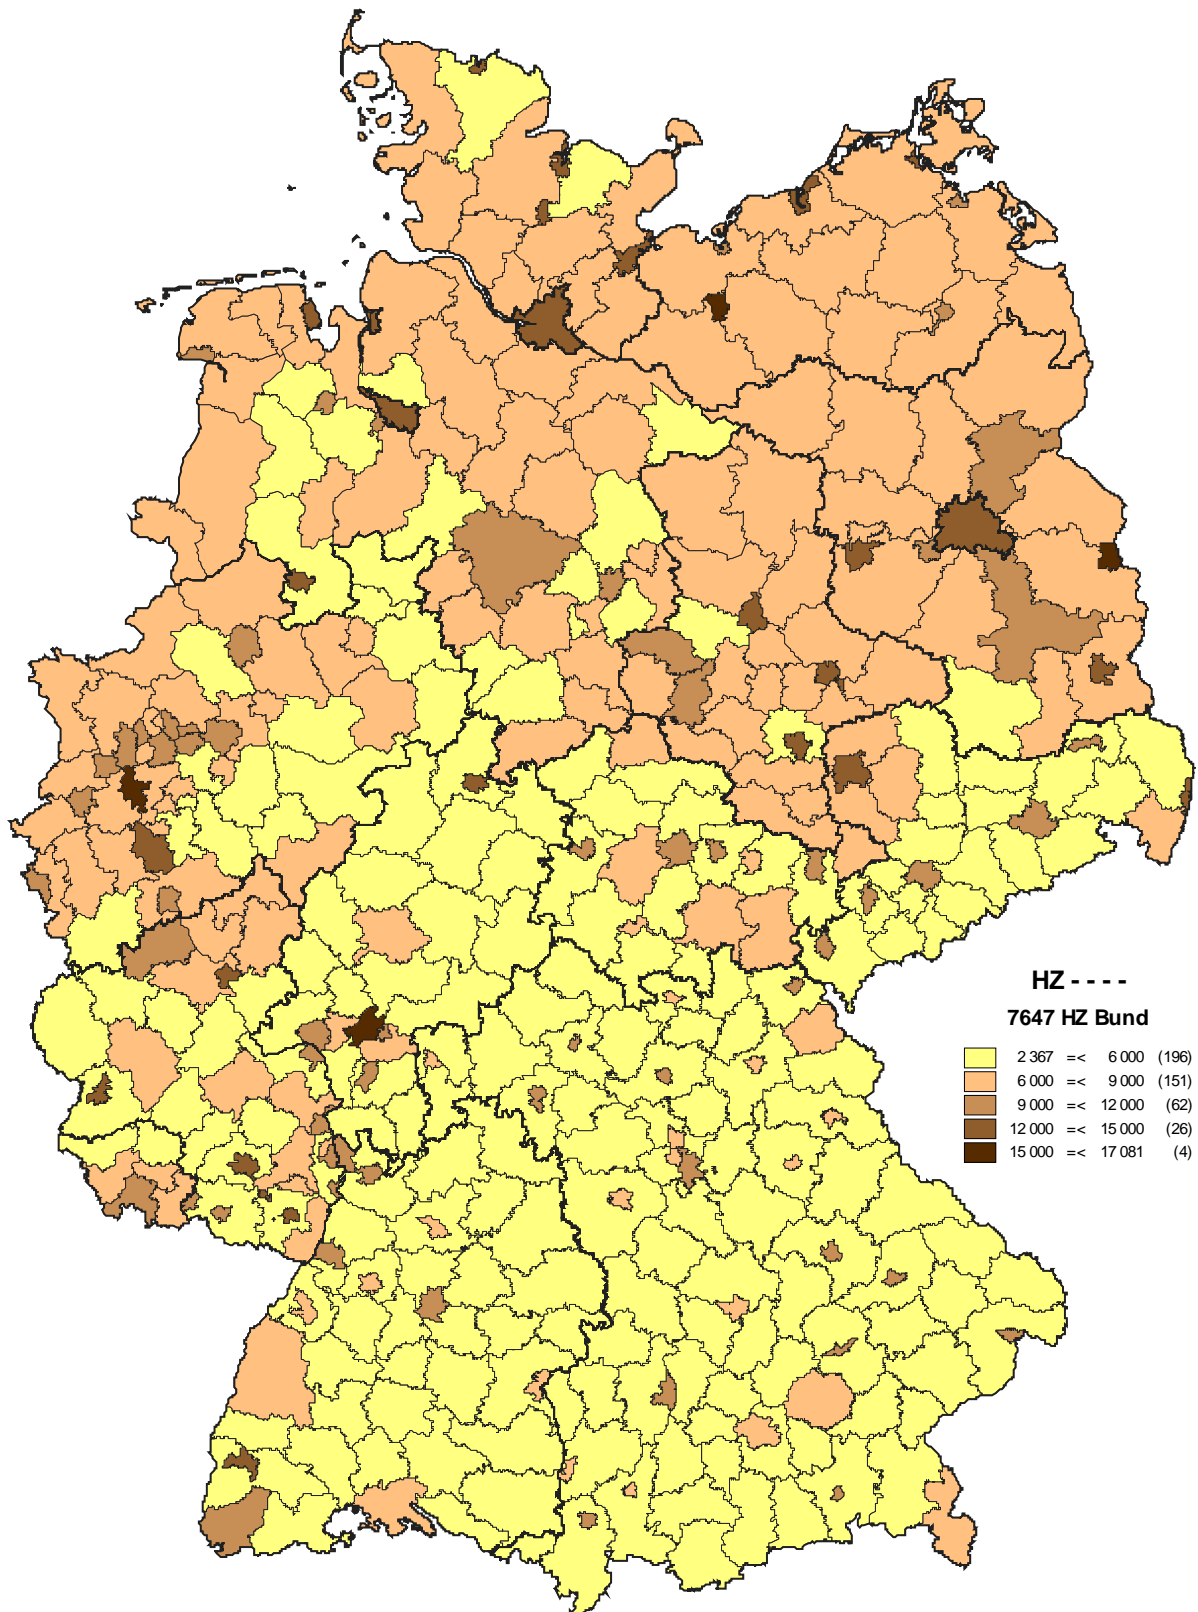 HZ - - - -
7647 HZ Bund
2 367 =< 6 000 (196)
6 000 =< 9 000 (151)
9 000 =< 12 000 (62)
12 000 =< 15 000 (26)
15 000 =< 17 081 (4)